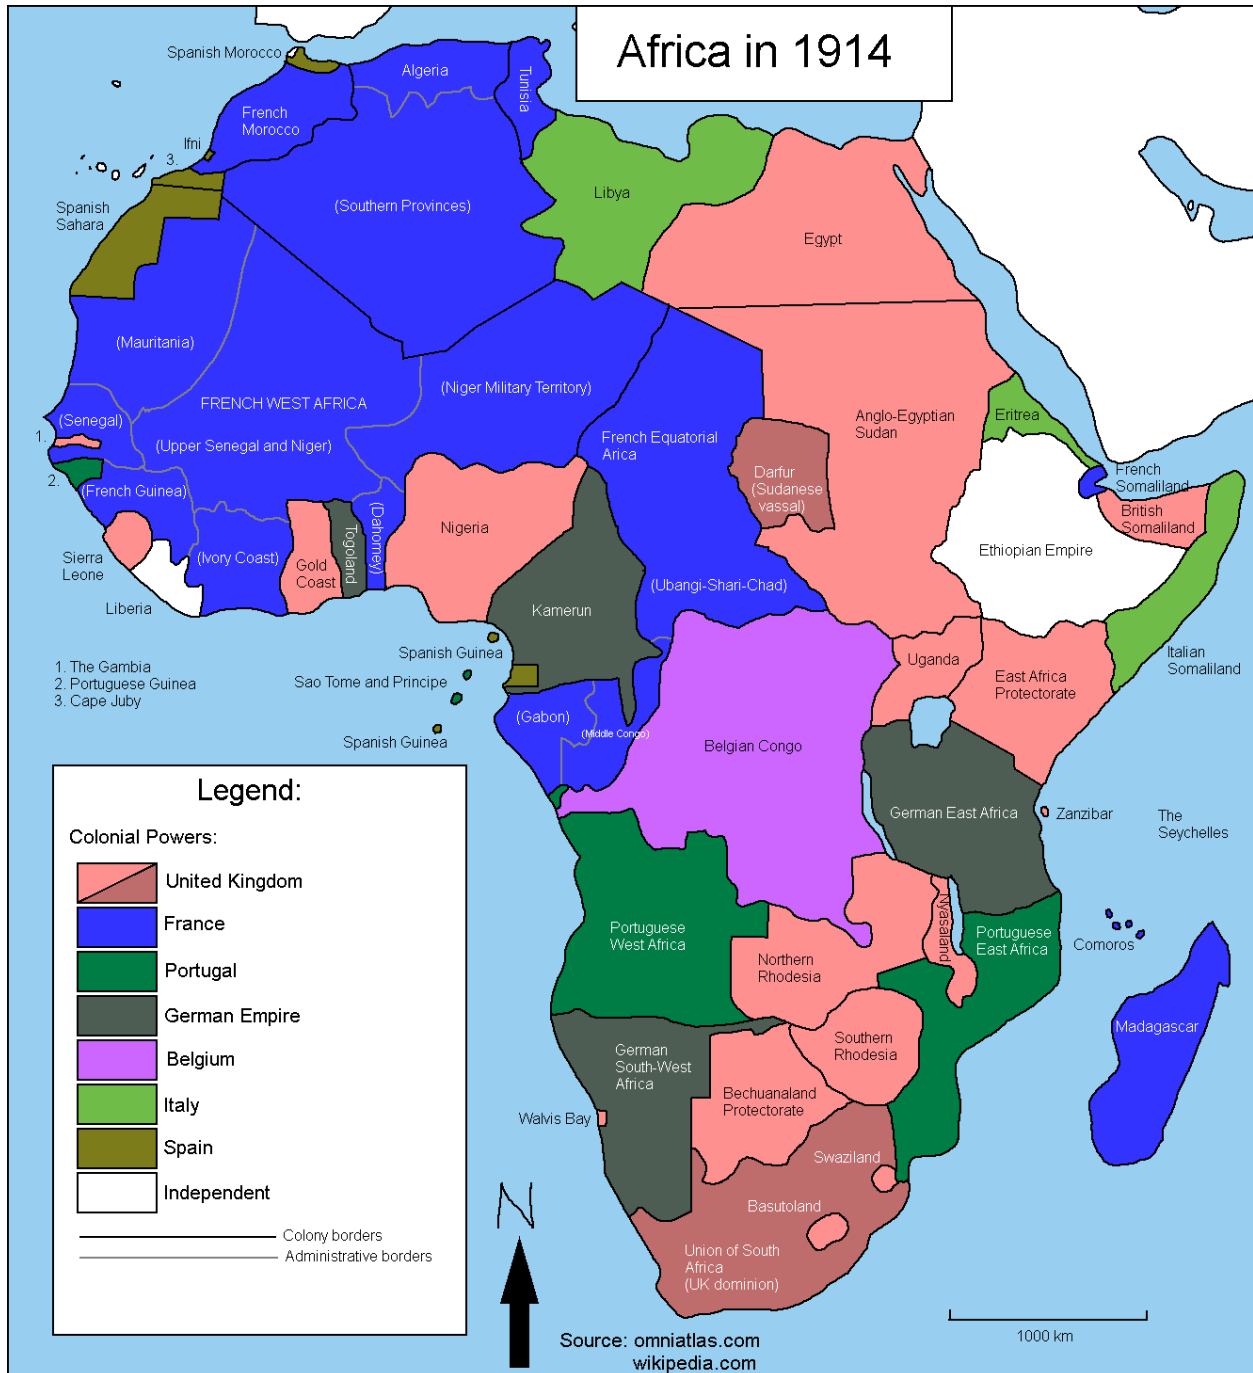 Africa in 1914
Spanish Morocco
Algeria
Tunisia
French
Morocco
Ifni
3.
Spanish
Sahara
(Southern Provinces)
Libya
Egypt
(Mauritania)
(Niger Military Territory)
FRENCH WEST AFRICA
(Senegal)
1.
(Upper Senegal and Niger)
2.
(French Guinea)
French Equatorial
Arica
Anglo-Egyptian
Sudan
Eritrea
Darfur
(Sudanese
vassal)
French
Somaliland
British
Somaliland
Nigeria
(Dahomey)
Togoland
Gold
Coast
(Ivory Coast)
Sierra
Leone
Liberia
Ethiopian Empire
(Ubangi-Shari-Chad)
Kamerun
Spanish Guinea
Uganda
East Africa
Protectorate
Italian
Somaliland
1. The Gambia
2. Portuguese Guinea
3. Cape Juby
Sao Tome and Principe
(Gabon)
(Middle Congo)
Spanish Guinea
Belgian Congo
German East Africa
Zanzibar
The
Seychelles
Legend:
Colonial Powers:
United Kingdom
France
Portugal
German Empire
Belgium
Italy
Spain
Independent
Colony borders
Administrative borders
Portuguese
West Africa
Nyasaland
Portuguese
East Africa
Comoros
Northern
Rhodesia
Madagascar
Southern
Rhodesia
German
South-West
Africa
Bechuanaland
Protectorate
Walvis Bay
Swaziland
Basutoland
Union of South
Africa
(UK dominion)
N
1000 km
Source: omniatlas.com
wikipedia.com